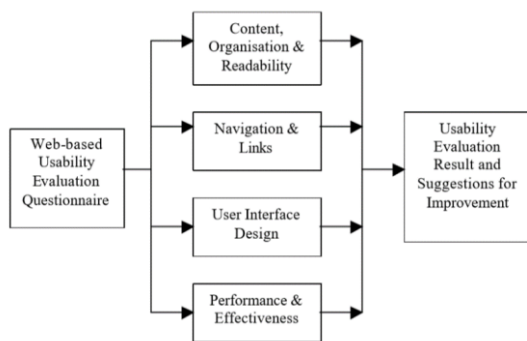 Web-based
Usability
Evaluation
Questionnaire
Content,
Organisation &
Readability
Navigation &
Links
User Interface
Design
Performance &
Effectiveness
Usability
Evaluation
Result and
Suggestions for
Improvement